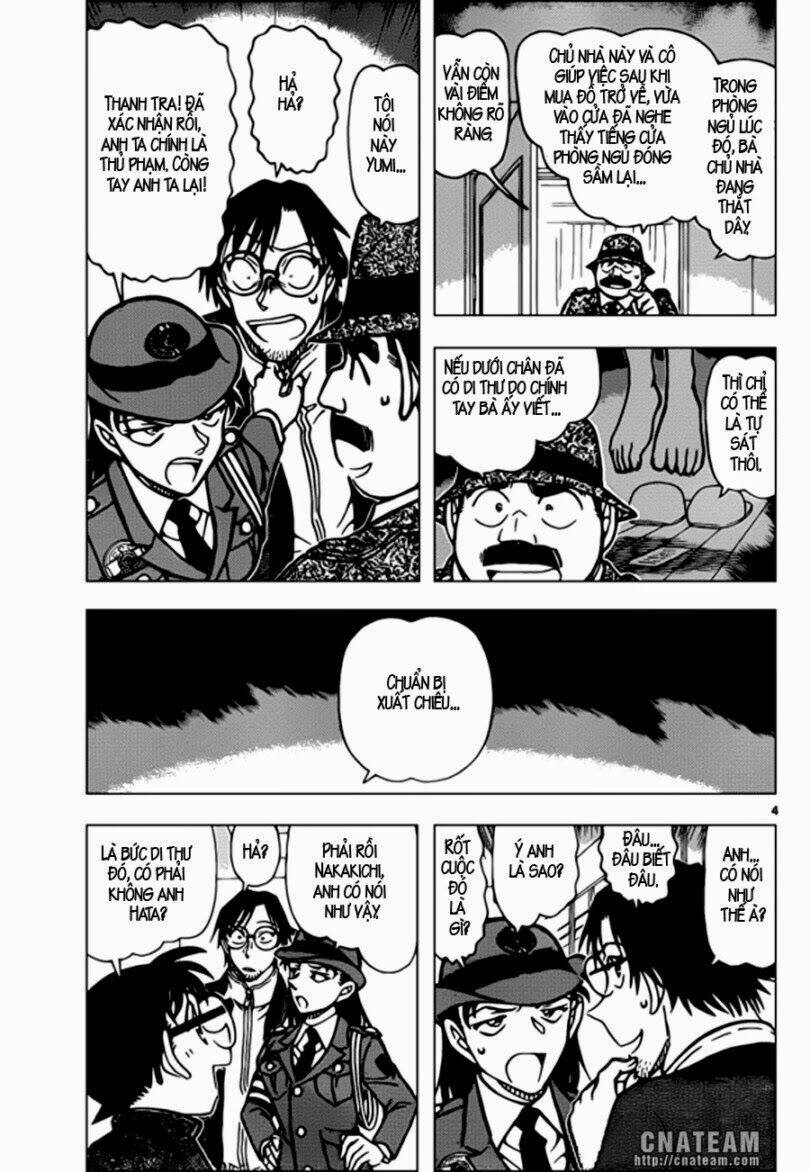 TRONG
PHÒNG
NGỦ LÚC
ĐÓ, BÀ
CHỦ NHÀ
ĐANG
THẮT
DÂY.
CHỦ NHÀ NÀY VÀ CÔ
GIÚP VIỆC SAU KHI
MUA ĐỒ TRỞ VỀ, VỪA
VÀO CỬA ĐÃ NGHE
THẤY TIẾNG CỬA
PHÒNG NGỦ ĐÓNG
SẦM LẠI...
VẪN CÒN
VÀI ĐIỂM
KHÔNG RÕ
RÀNG.
THÌ CHỈ
CÓ THỂ
LÀ TỰ
SÁT
THÔI.
NẾU DƯỚI CHÂN ĐÃ
CÓ DI THƯ DO CHÍNH
TAY BÀ ẤY VIẾT...
TÔI
NÓI
NÀY
YUMI...
HẢ
HẢ?
THANH TRA! ĐÃ
XÁC NHẬN RỒI,
ANH TA CHÍNH LÀ
THỦ PHẠM, CÒNG
TAY ANH TA LẠI!
CHUẨN BỊ
XUẤT CHIÊU...
4
ANH...
CÓ NÓI
NHƯ
THẾ À?
ĐÂU...
ĐÂU BIẾT
ĐÂU.
Ý ANH
LÀ SAO?
RỐT
CUỘC
ĐÓ
LÀ
GÌ?
PHẢI RỒI
NAKAKICHI,
ANH CÓ NÓI
NHƯ VẬY.
HẢ?
LÀ BỨC DI THƯ
ĐÓ, CÓ PHẢI
KHÔNG ANH
HATA?
CNATEAM
http://cnateam.com